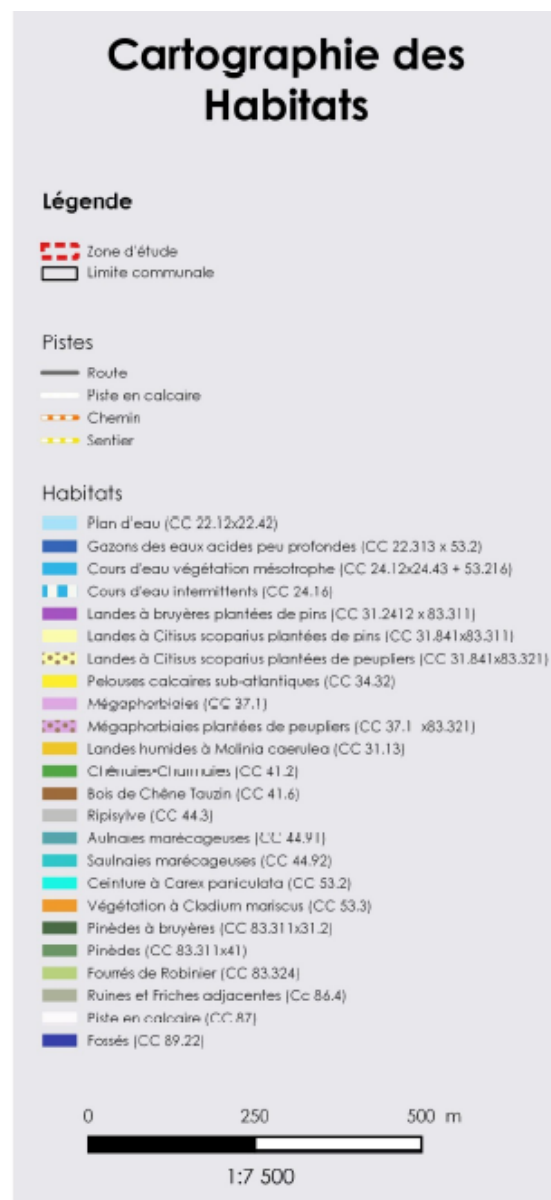 Cartographie des
Habitats
Légende
Zone d'étude
Limite communale
Pistes
Route
Piste en calcaire
Chemin
Sentier
Habitats
Plan d'eau (CC 22.12x22.42)
Gazons des eaux acides peu profondes (CC 22.313 x 53.2)
Cours d'eau végétation mésotrophe (CC 24.12x24.43 + 53.216)
Cours d'eau intermittents (CC 24.16)
Landes à bruyères plantées de pins (CC 31.2412 x 83.311)
Landes à Citisus scoparius plantées de pins (CC 31.841x83.311)
Landes à Citisus scoparius plantées de peupliers (CC 31.841x83.321)
Pelouses calcaires sub-atlantiques (CC 34.32)
Mégaphorbiaies (CC 37.1)
Mégaphorbiaies plantées de peupliers (CC 37.1 x83.321)
Landes humides à Molinia caerulea (CC 31.13)
Chênaies-Charmaies (CC 41.2)
Bois de Chêne Tauzin (CC 41.6)
Ripisylve (CC 44.3)
Aulnaies marécageuses (CC 44.91)
Saulnaies marécageuses (CC 44.92)
Ceinture à Carex paniculata (CC 53.2)
Végétation à Cladium mariscus (CC 53.3)
Pinèdes à bruyères (CC 83.311x31.2)
Pinèdes (CC 83.311x41)
Fourrés de Robinier (CC 83.324)
Ruines et Friches adjacentes (Cc 86.4)
Piste en calcaire (CC 87)
Fossés (CC 89.22)
0 250 500 m
1:7 500